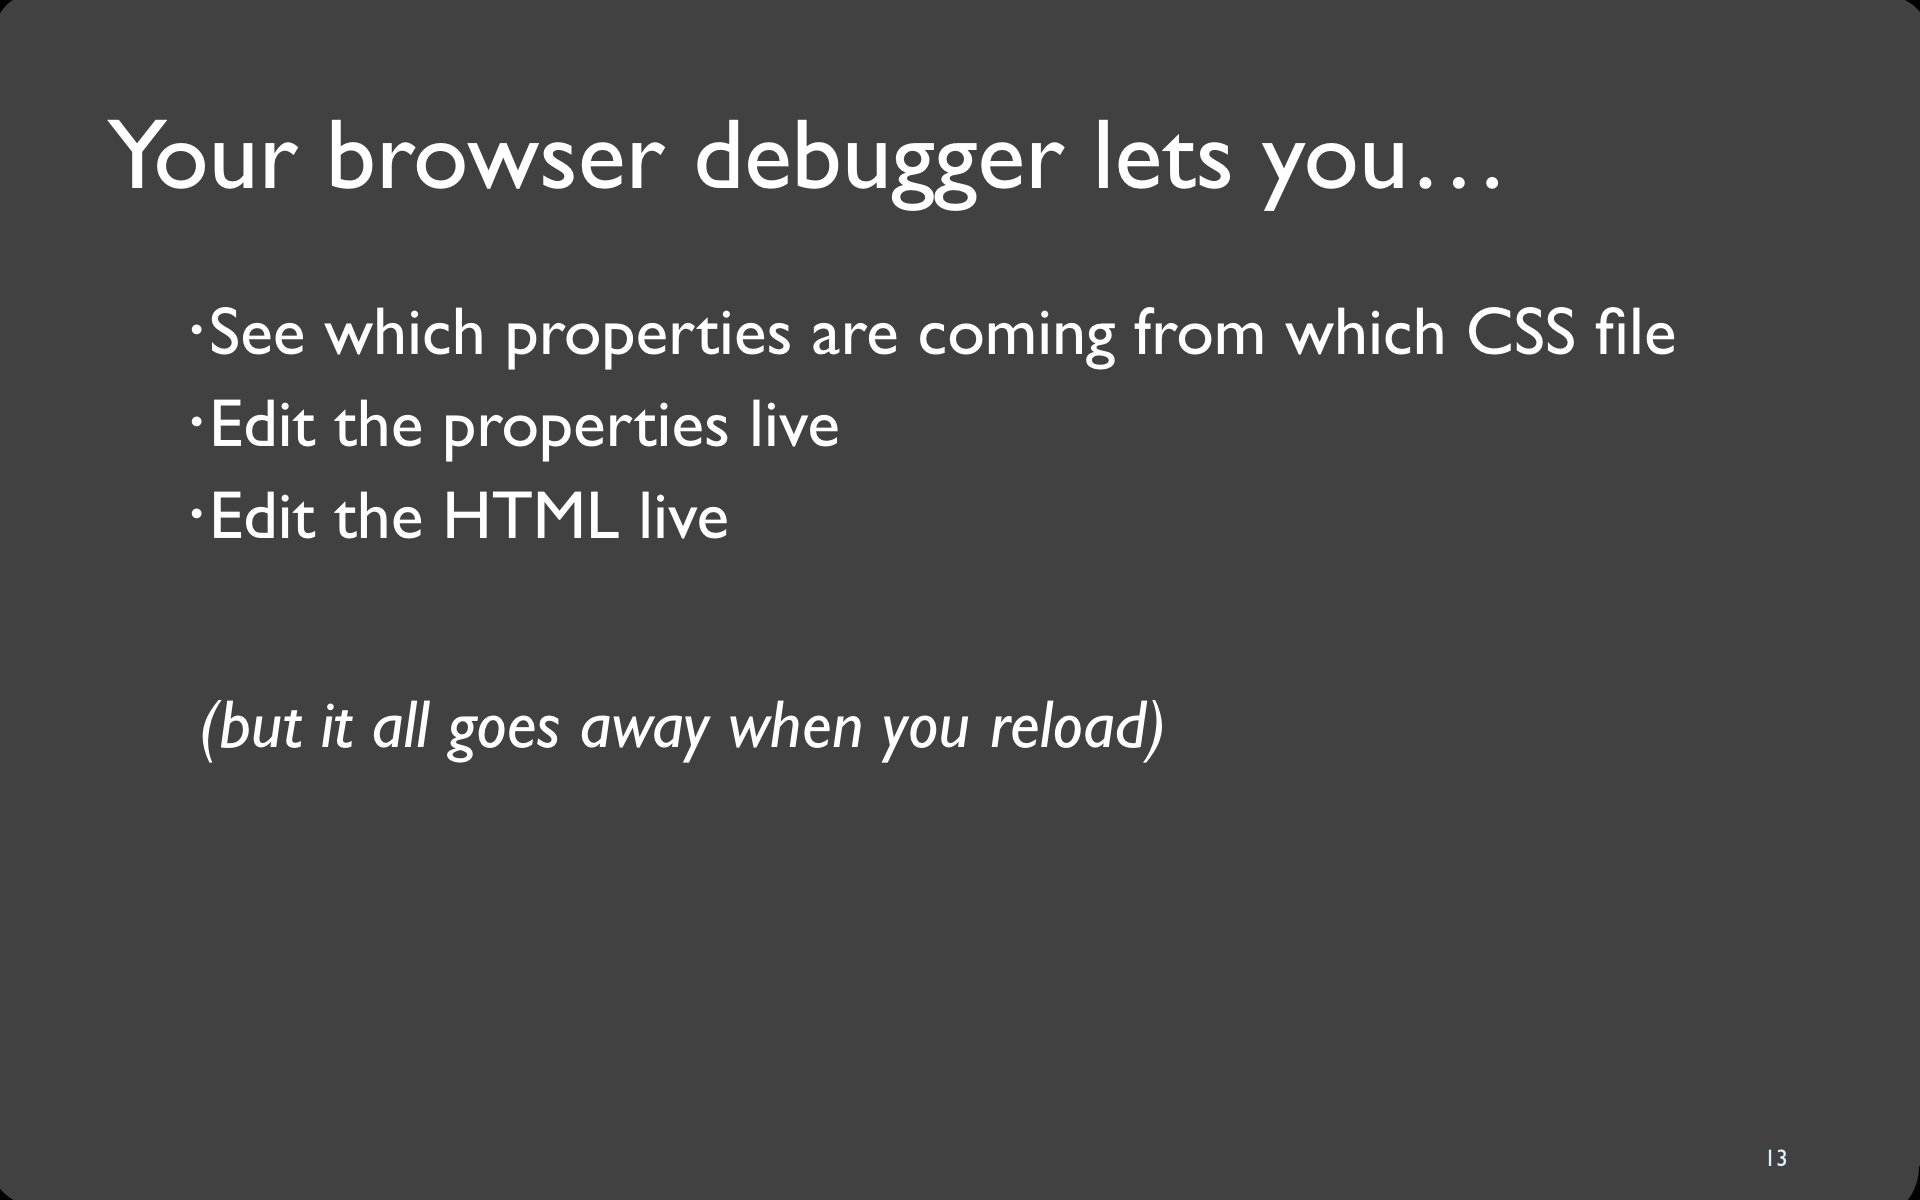 Your browser debugger lets you…
·See which properties are coming from which CSS file
·Edit the properties live
·Edit the HTML live
(but it all goes away when you reload)
13